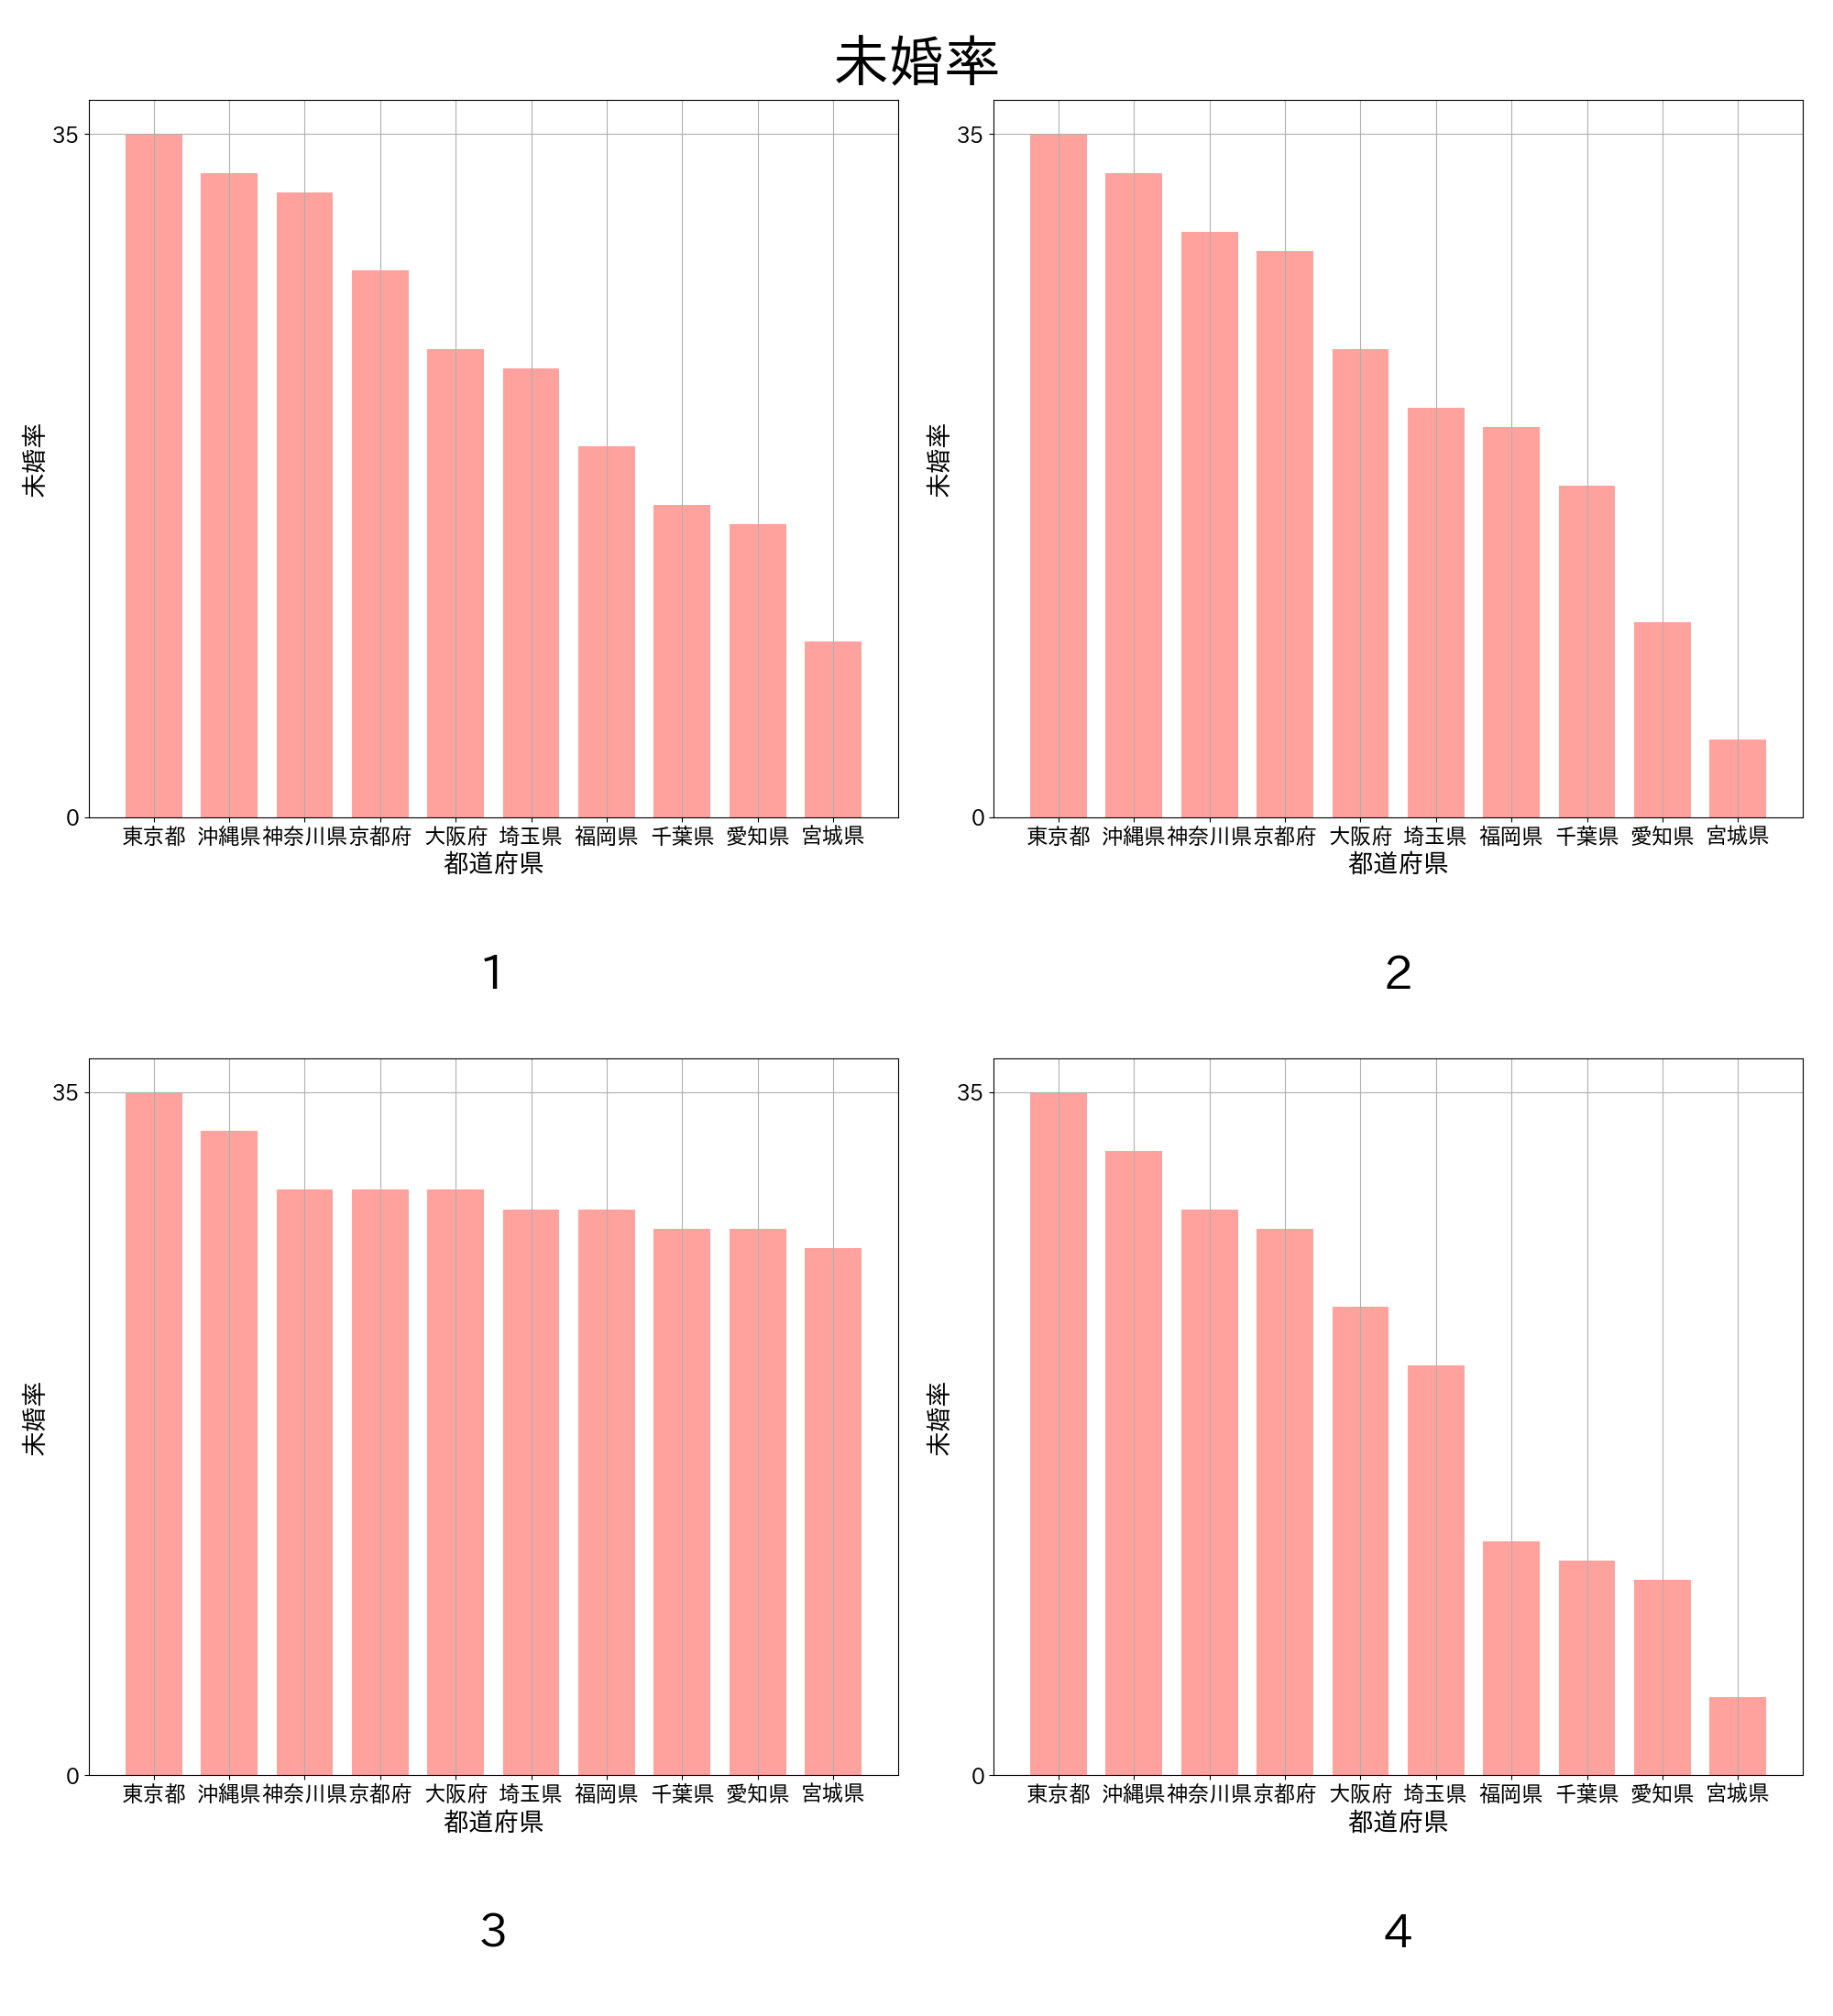 未婚率
35
0
未婚率
東京都 沖縄県 神奈川県 京都府 大阪府 埼玉県 福岡県 千葉県 愛知県 宮城県
都道府県
1
35
0
未婚率
東京都 沖縄県 神奈川県 京都府 大阪府 埼玉県 福岡県 千葉県 愛知県 宮城県
都道府県
2
35
0
未婚率
東京都 沖縄県 神奈川県 京都府 大阪府 埼玉県 福岡県 千葉県 愛知県 宮城県
都道府県
3
35
0
未婚率
東京都 沖縄県 神奈川県 京都府 大阪府 埼玉県 福岡県 千葉県 愛知県 宮城県
都道府県
4